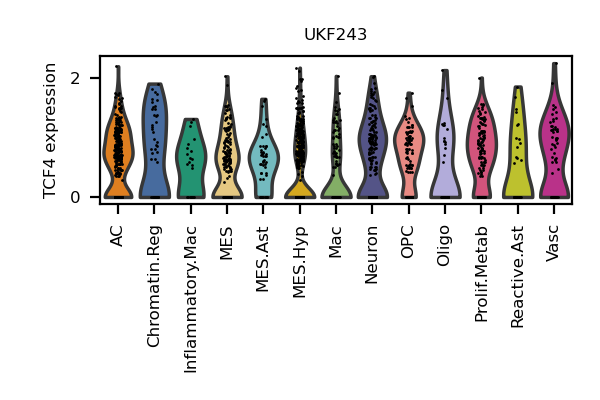 UKF243
TCF4 expression
2
0
AC
Chromatin.Reg
Inflammatory.Mac
MES
MES.Ast
MES.Hyp
Mac
Neuron
OPC
Oligo
Prolif.Metab
Reactive.Ast
Vasc